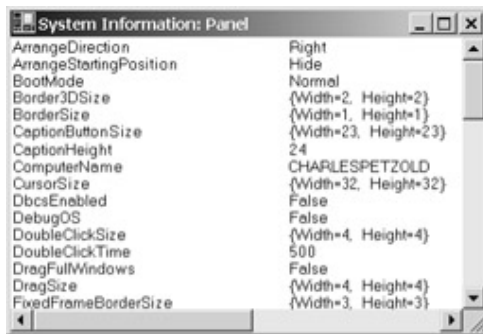 System Information: Panel
ArrangeDirection Right
ArrangeStartingPosition Hide
BootMode Normal
Border3DSize {Width=2, Height=2}
BorderSize {Width=1, Height=1}
CaptionButtonSize {Width=23, Height=23}
CaptionHeight 24
ComputerName CHARLESPETZOLD
CursorSize {Width=32, Height=32}
DbcsEnabled False
DebugOS False
DoubleClickSize {Width=4, Height=4}
DoubleClickTime 500
DragFullWindows False
DragSize {Width=4, Height=4}
FixedFrameBorderSize {Width=3, Height=3}